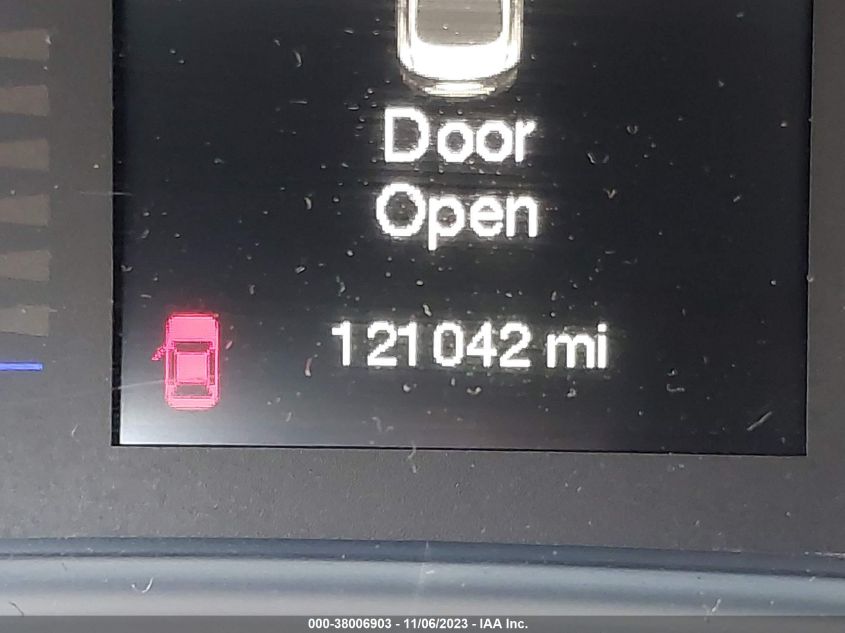 Door
Open
121042 mi
000-38006903 - 11/06/2023 - IAA Inc.